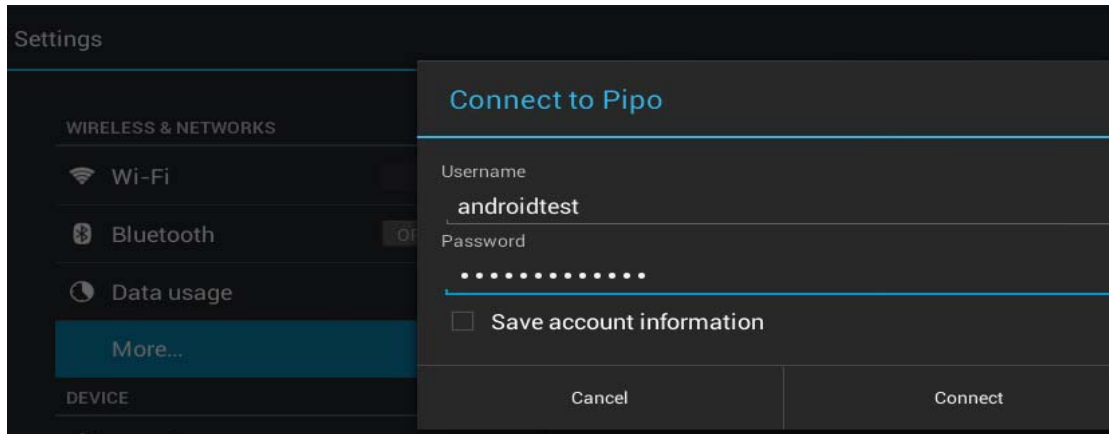 Settings
WIRELESS & NETWORKS
Wi-Fi
Bluetooth
Data usage
More...
DEVICE
Connect to Pipo
Username
androidtest
Password
•••••••••••••
Save account information
Cancel
Connect